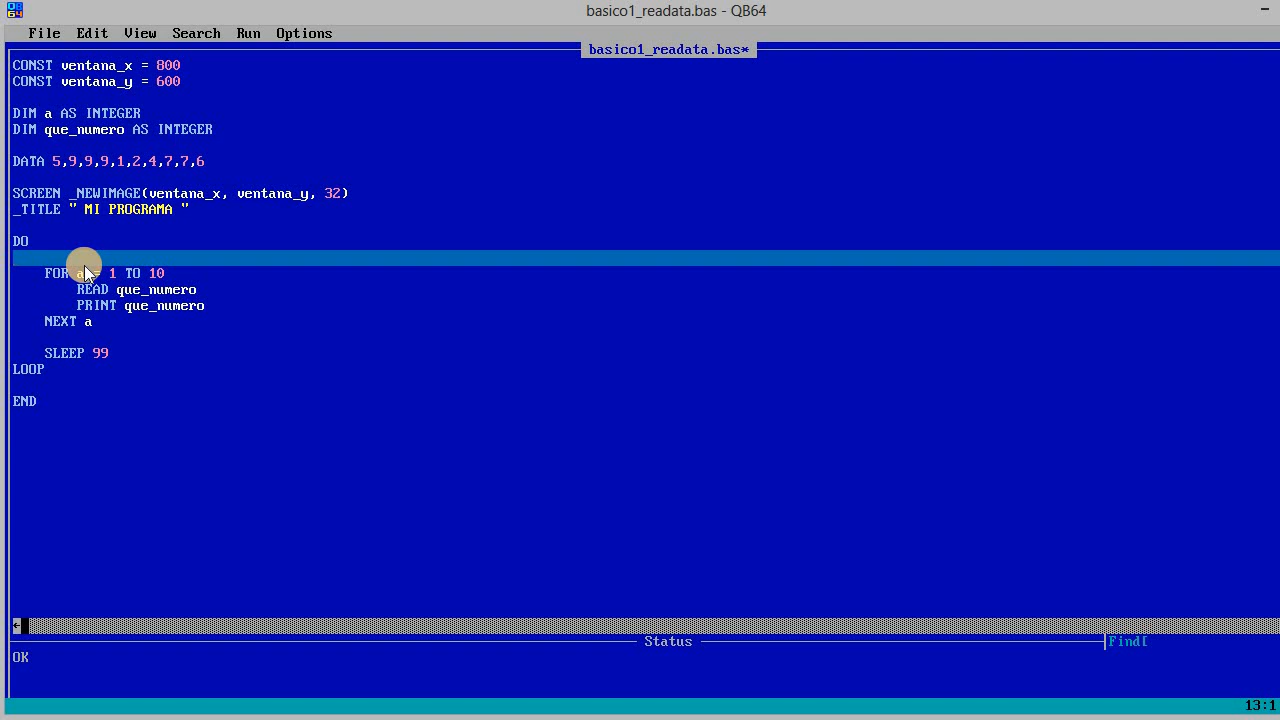 QB
64
basico1_readata.bas - QB64
File Edit View Search Run Options
basico1_readata.bas*
CONST ventana_x = 800
CONST ventana_y = 600
DIM a AS INTEGER
DIM que_numero AS INTEGER
DATA 5,9,9,9,1,2,4,7,7,6
SCREEN _NEWIMAGE(ventana_x, ventana_y, 32)
_TITLE " MI PROGRAMA "
DO
FOR a = 1 TO 10
READ que_numero
PRINT que_numero
NEXT a
SLEEP 99
LOOP
END
Status
Find[
OK
13:1